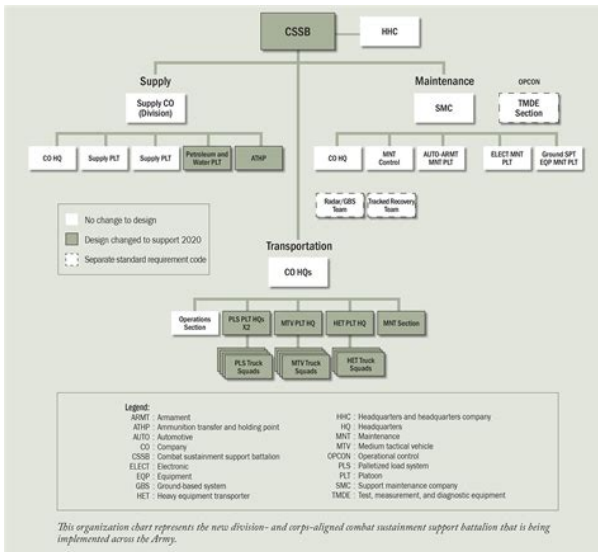 CSSB
HHC
Supply
Maintenance
OPCON
Supply CO
(Division)
SMC
TMDE
Section
CO HQ
Supply PLT
Supply PLT
Petroleum and
Water PLT
ATHP
CO HQ
MNT
Control
AUTO-ARMT
MNT PLT
ELECT MNT
PLT
Ground SPT
EQP MNT PLT
Radar/GBS
Team
Tracked Recovery
Team
No change to design
Design changed to support 2020
Separate standard requirement code
Transportation
CO HQs
Operations
Section
PLS PLT HQs
X2
MTV PLT HQ
HET PLT HQ
MNT Section
PLS Truck
Squads
MTV Truck
Squads
HET Truck
Squads
Legend:
ARMT : Armament
ATHP : Ammunition transfer and holding point
AUTO : Automotive
CO : Company
CSSB : Combat sustainment support battalion
ELECT : Electronic
EQP : Equipment
GBS : Ground-based system
HET : Heavy equipment transporter
HHC : Headquarters and headquarters company
HQ : Headquarters
MNT : Maintenance
MTV : Medium tactical vehicle
OPCON : Operational control
PLS : Palletized load system
PLT : Platoon
SMC : Support maintenance company
TMDE : Test, measurement, and diagnostic equipment
This organization chart represents the new division- and corps-aligned combat sustainment support battalion that is being
implemented across the Army.